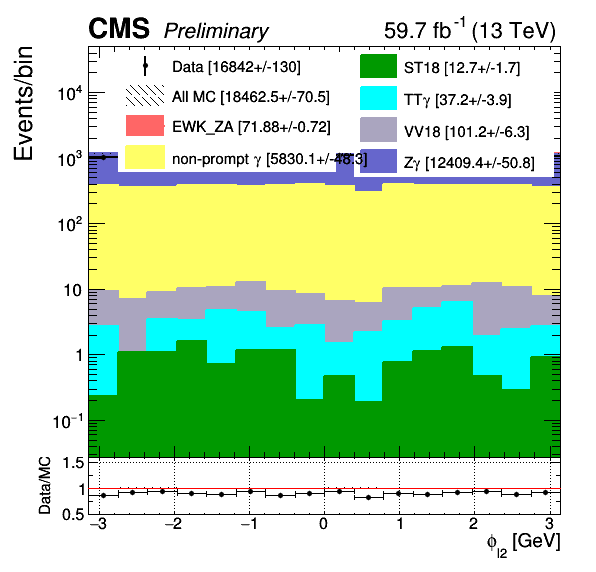 CMS Preliminary 59.7 fb⁻¹ (13 TeV)
Events/bin
Data [16842+/-130]
All MC [18462.5+/-70.5]
EWK_ZA [71.88+/-0.72]
non-prompt γ [5830.1+/-48.3]
ST18 [12.7+/-1.7]
TTγ [37.2+/-3.9]
VV18 [101.2+/-6.3]
Zγ [12409.4+/-50.8]
10⁴
10³
10²
10
1
10⁻¹
Data/MC
1.5
1
0.5
−3 −2 −1 0 1 2 3
ϕ_l2 [GeV]